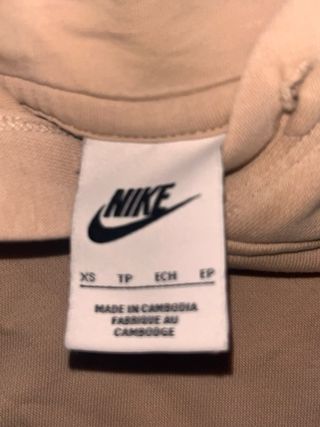 NIKE
XS TP ECH EP
MADE IN CAMBODIA
FABRIQUE AU
CAMBODGE